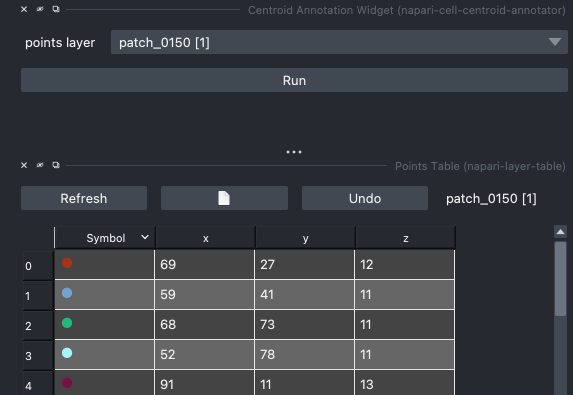 Centroid Annotation Widget (napari-cell-centroid-annotator)
points layer patch_0150 [1]
Run
Points Table (napari-layer-table)
Refresh Undo patch_0150 [1]
Symbol x y z
0 69 27 12
1 59 41 11
2 68 73 11
3 52 78 11
4 91 11 13